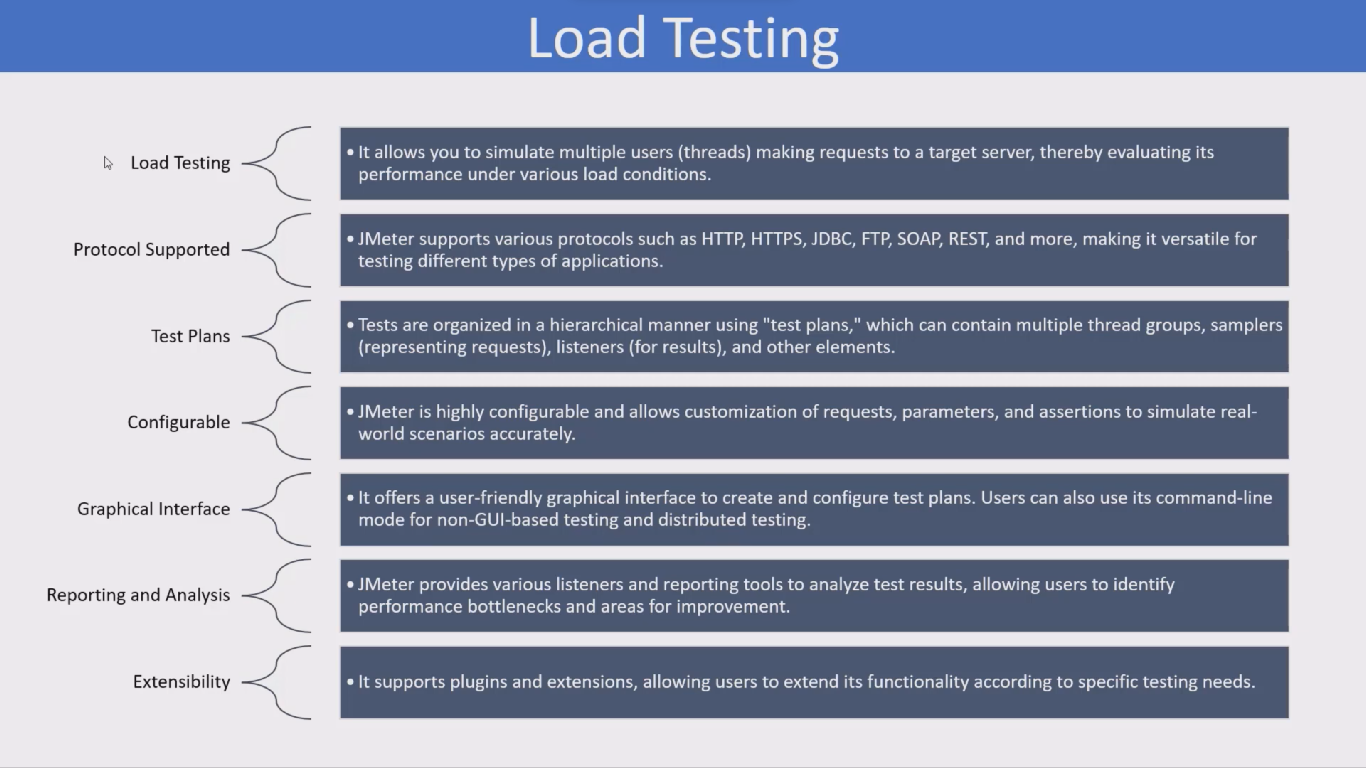 Load Testing
Load Testing
• It allows you to simulate multiple users (threads) making requests to a target server, thereby evaluating its
performance under various load conditions.
Protocol Supported
• JMeter supports various protocols such as HTTP, HTTPS, JDBC, FTP, SOAP, REST, and more, making it versatile for
testing different types of applications.
Test Plans
• Tests are organized in a hierarchical manner using "test plans," which can contain multiple thread groups, samplers
(representing requests), listeners (for results), and other elements.
Configurable
• JMeter is highly configurable and allows customization of requests, parameters, and assertions to simulate real-
world scenarios accurately.
Graphical Interface
• It offers a user-friendly graphical interface to create and configure test plans. Users can also use its command-line
mode for non-GUI-based testing and distributed testing.
Reporting and Analysis
• JMeter provides various listeners and reporting tools to analyze test results, allowing users to identify
performance bottlenecks and areas for improvement.
Extensibility
• It supports plugins and extensions, allowing users to extend its functionality according to specific testing needs.